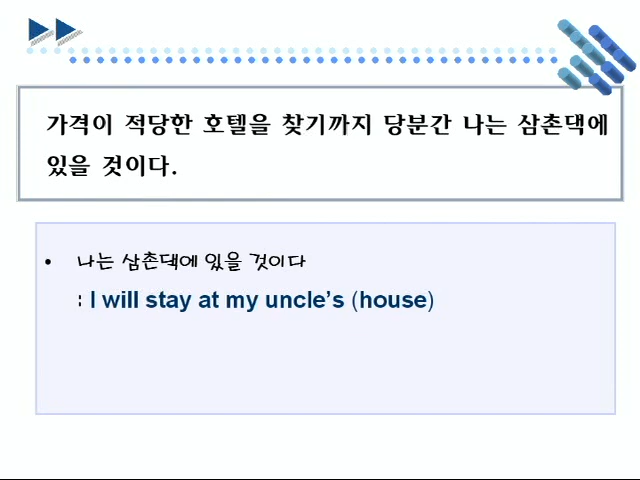 가격이 적당한 호텔을 찾기까지 당분간 나는 삼촌댁에
있을 것이다.
• 나는 삼촌댁에 있을 것이다
: I will stay at my uncle’s (house)